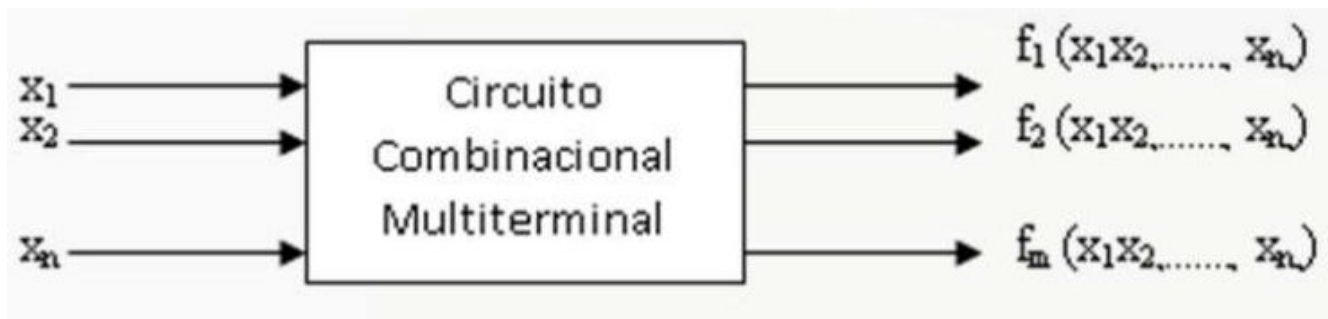 x1
x2
xn
Circuito
Combinacional
Multiterminal
f1 (x1x2,......, xn,)
f2 (x1x2,......, xn,)
fm (x1x2,......, xn,)